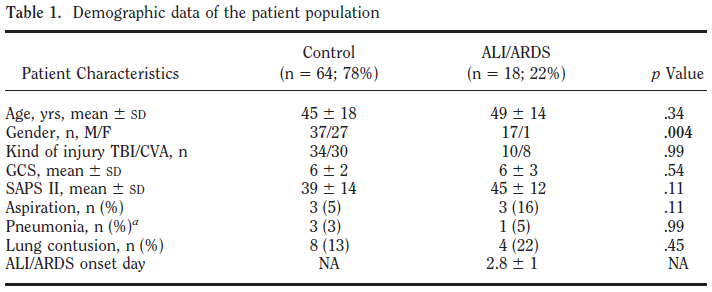 Table 1. Demographic data of the patient population
Patient Characteristics Control (n = 64; 78%) ALI/ARDS (n = 18; 22%) p Value
Age, yrs, mean ± SD 45 ± 18 49 ± 14 .34
Gender, n, M/F 37/27 17/1 .004
Kind of injury TBI/CVA, n 34/30 10/8 .99
GCS, mean ± SD 6 ± 2 6 ± 3 .54
SAPS II, mean ± SD 39 ± 14 45 ± 12 .11
Aspiration, n (%) 3 (5) 3 (16) .11
Pneumonia, n (%)a 3 (3) 1 (5) .99
Lung contusion, n (%) 8 (13) 4 (22) .45
ALI/ARDS onset day NA 2.8 ± 1 NA